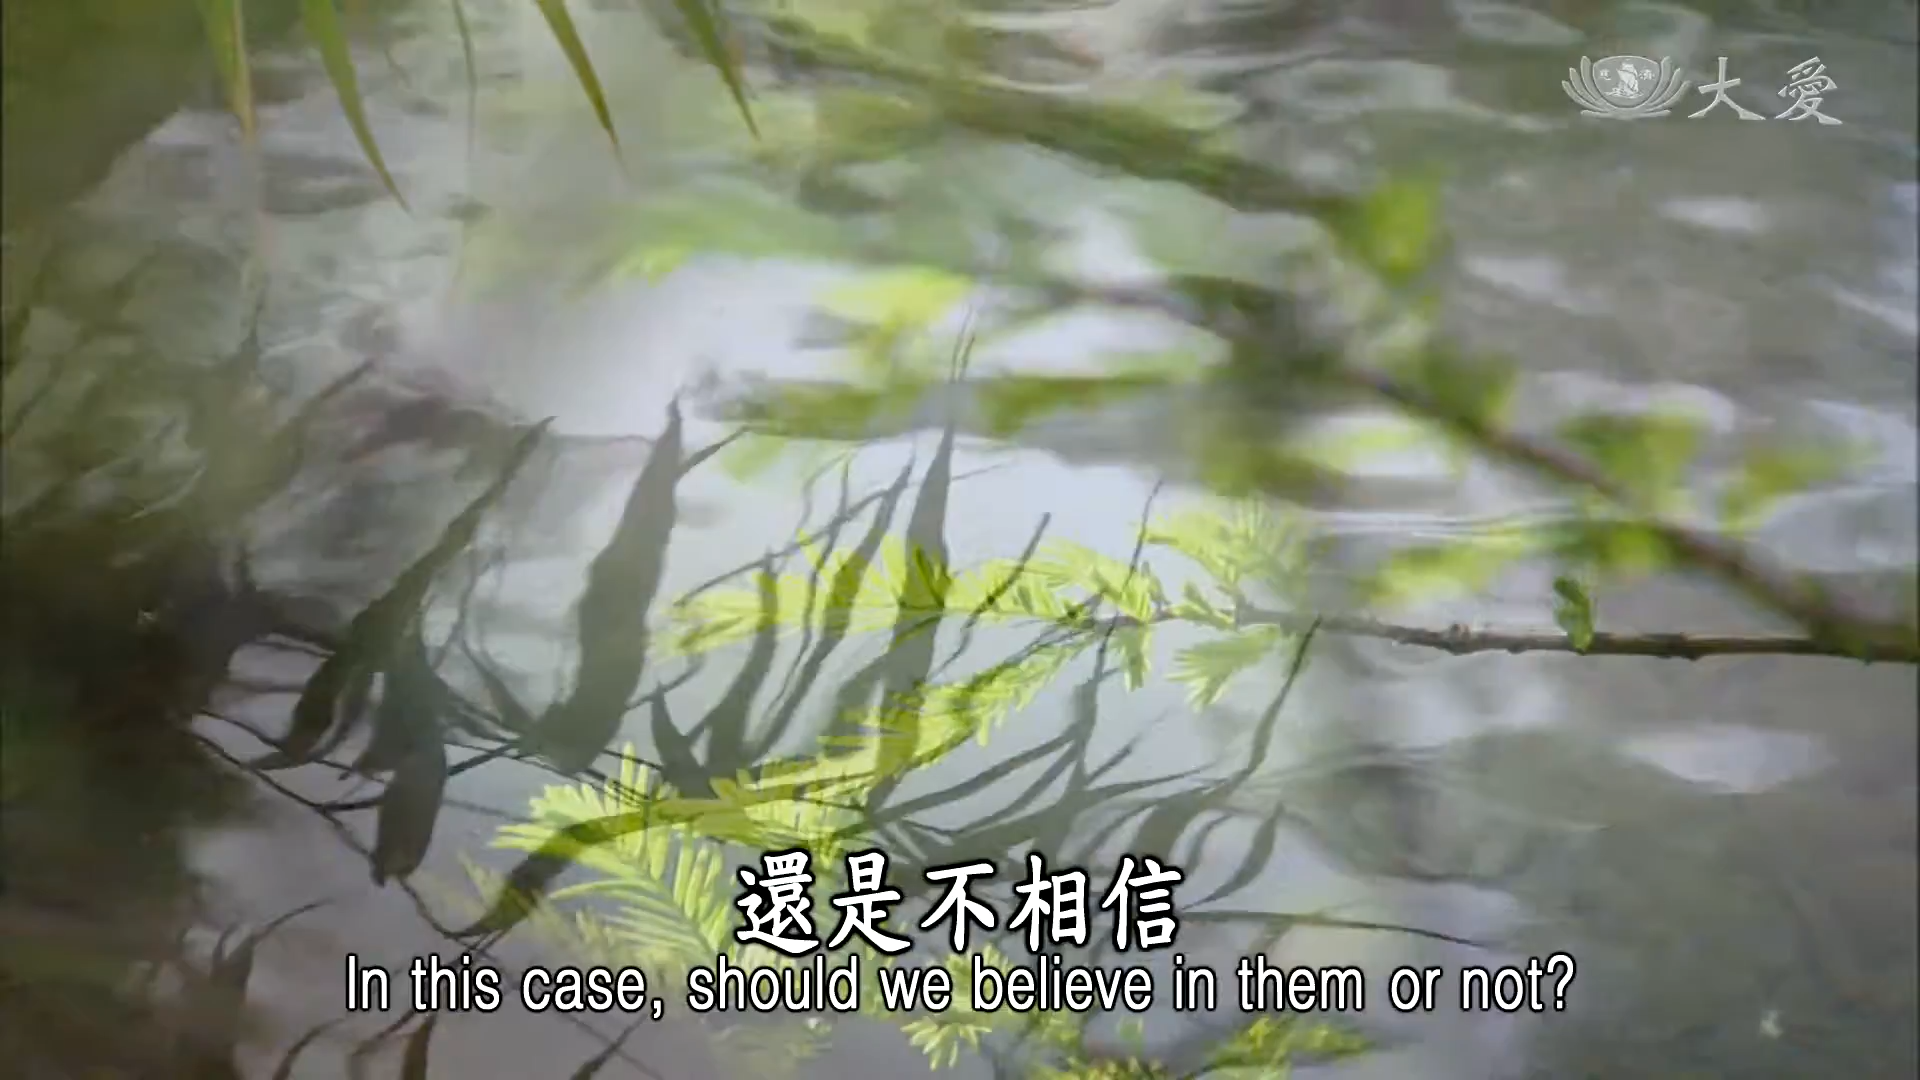 大愛
還是不相信
In this case, should we believe in them or not?